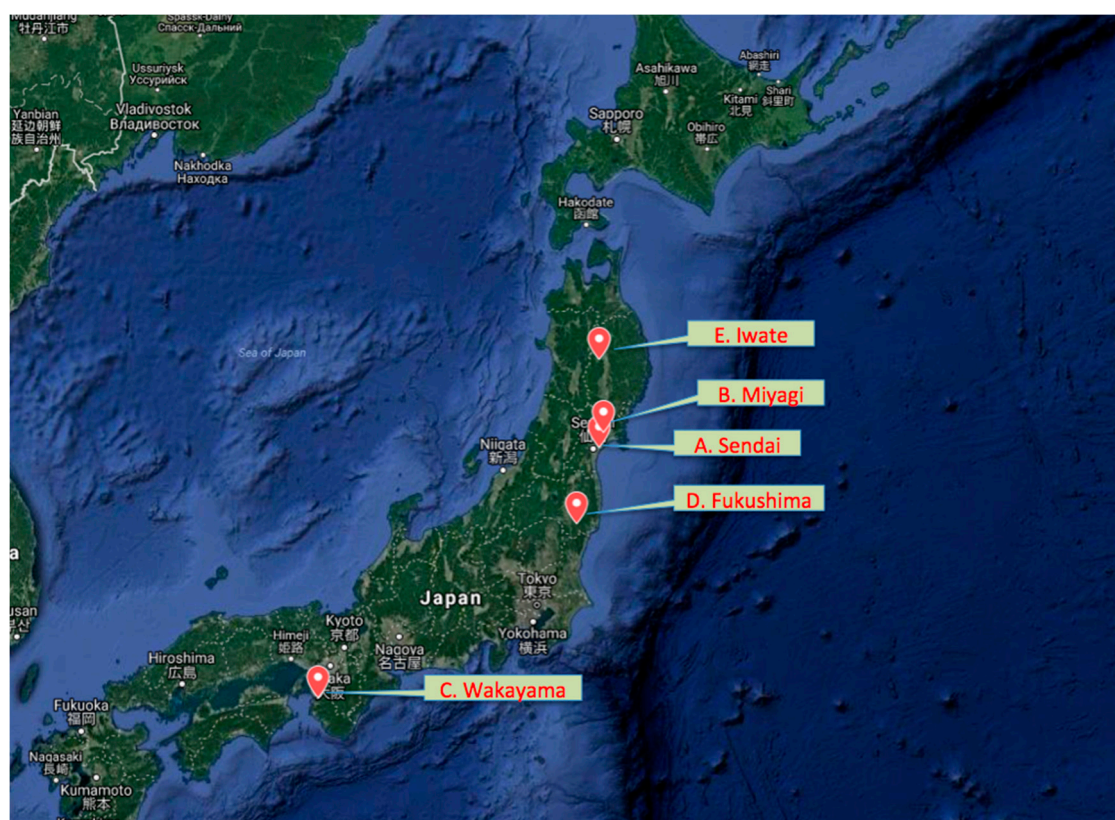 Mudanjiang
牡丹江市
Spassk-Dalny
Спасск-Дальний
Ussuriysk
Уссурийск
Yanbian
延边朝鲜
族自治州
Vladivostok
Владивосток
Nakhodka
Находка
Asahikawa
旭川
Abashiri
網走
Shari
斜里町
Kitami
北見
Sapporo
札幌
Obihiro
帯広
Hakodate
函館
Sea of Japan
E. Iwate
B. Miyagi
A. Sendai
D. Fukushima
Niigata
新潟
Tokyo
東京
Japan
Yokohama
横浜
Nagoya
名古屋
Kyoto
京都
Himeji
姫路
大阪
C. Wakayama
Hiroshima
広島
Fukuoka
福岡
Nagasaki
長崎
Kumamoto
熊本